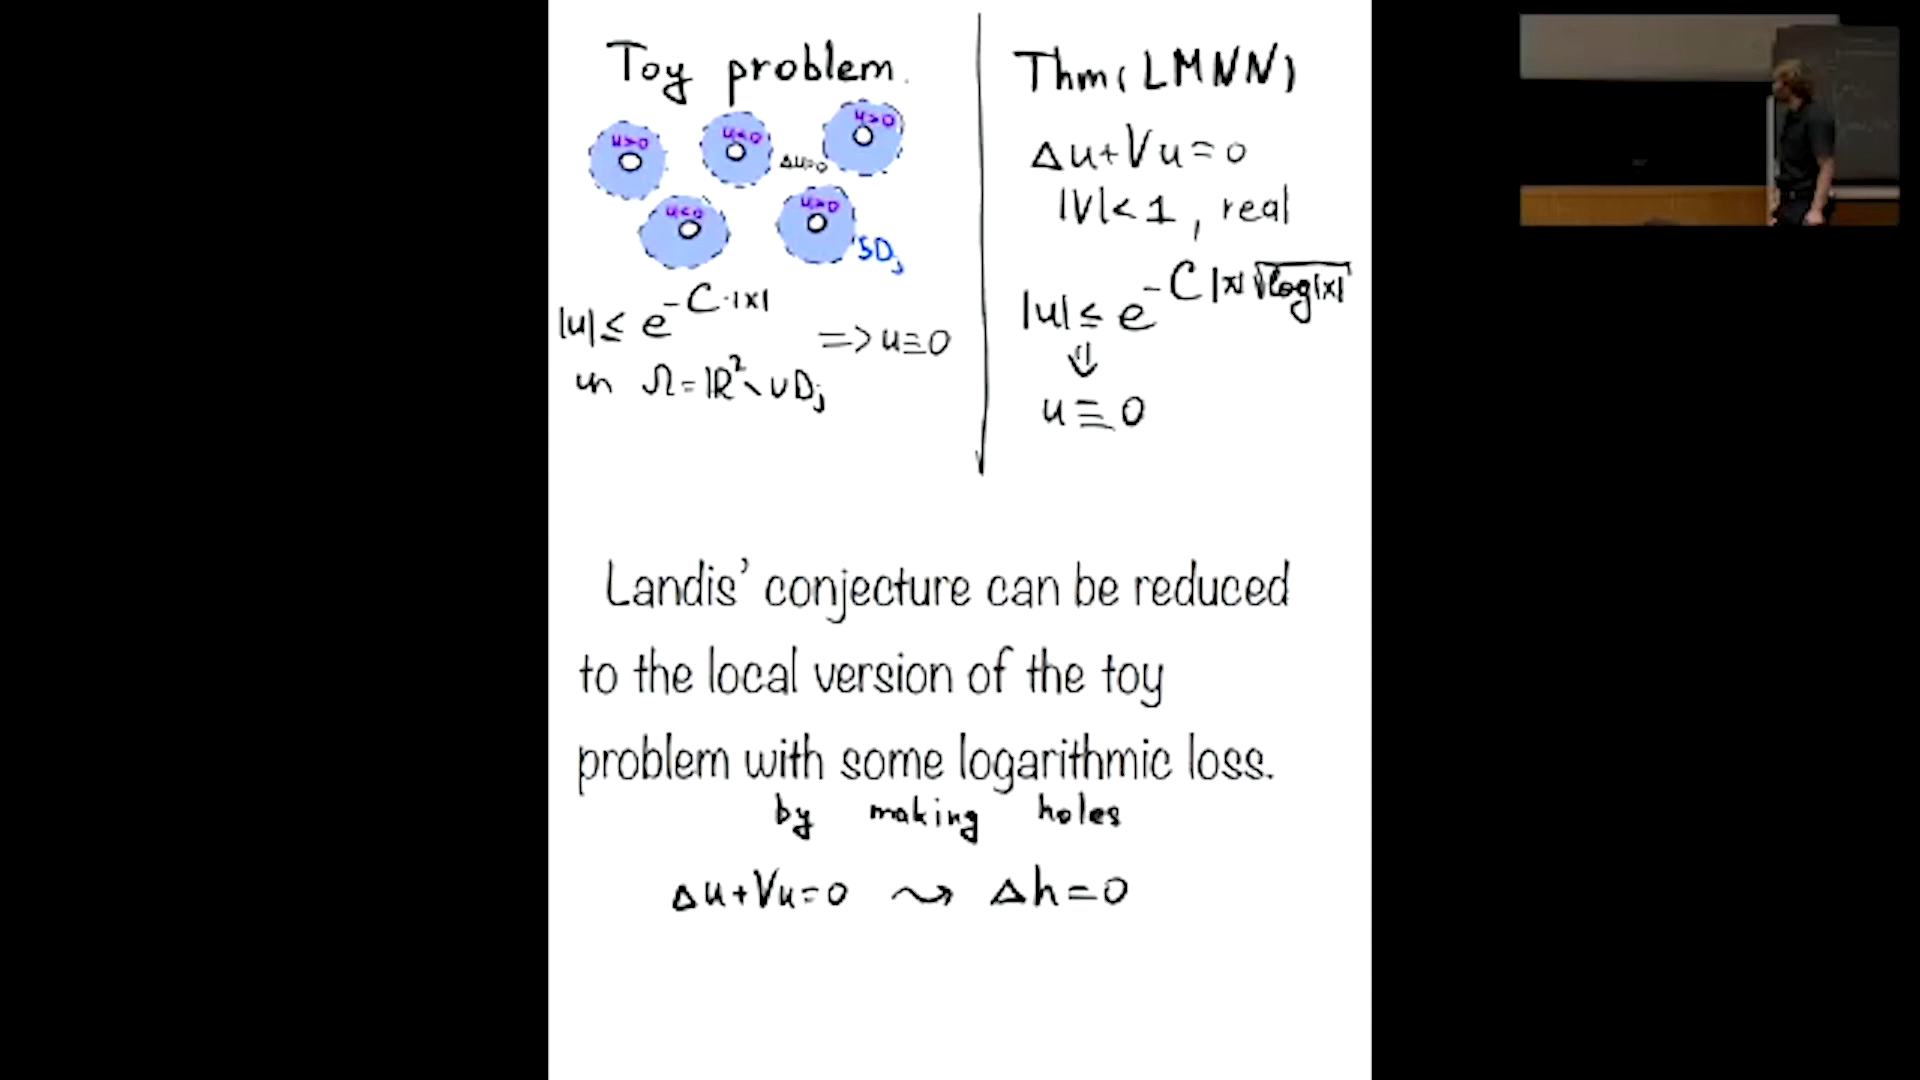 Toy problem.
u>0
u<0
u>0
Δu=0
u<0
u>0
5Dⱼ
|u| ≤ e^{-C·|x|}
⇒ u≡0
in Ω=ℝ²∖∪Dⱼ
Thm(LMNN)
Δu+Vu=0
|V|<1, real
|u| ≤ e^{-C|x|√log|x|}
⇓
u≡0
Landis' conjecture can be reduced
to the local version of the toy
problem with some logarithmic loss.
by making holes
Δu+Vu=0 ⇝ Δh=0